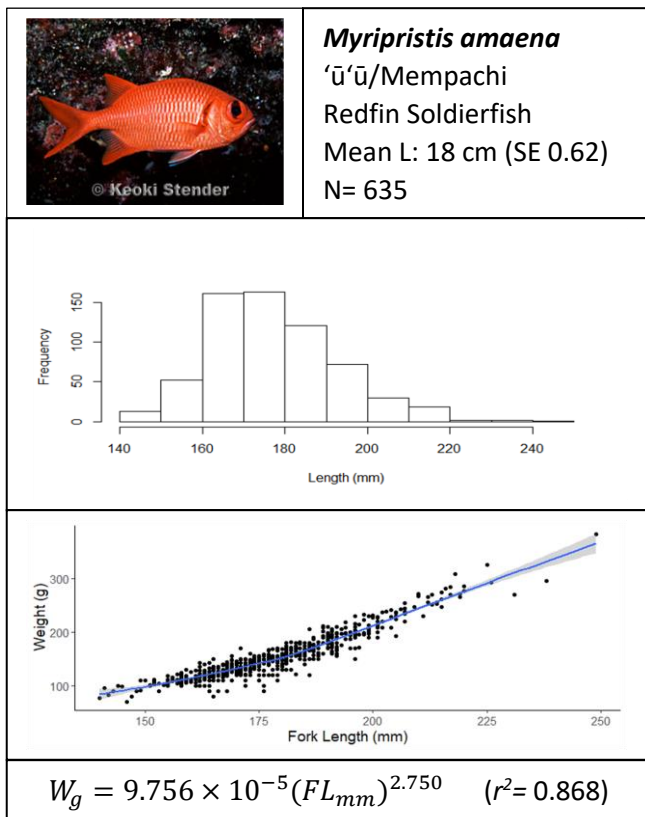 © Keoki Stender
Myripristis amaena
ʻūʻū/Mempachi
Redfin Soldierfish
Mean L: 18 cm (SE 0.62)
N= 635
Frequency
150
100
50
0
140 160 180 200 220 240
Length (mm)
Weight (g)
300
200
100
150 175 200 225 250
Fork Length (mm)
W_g = 9.756 × 10⁻⁵(FL_mm)²·⁷⁵⁰ (r²= 0.868)